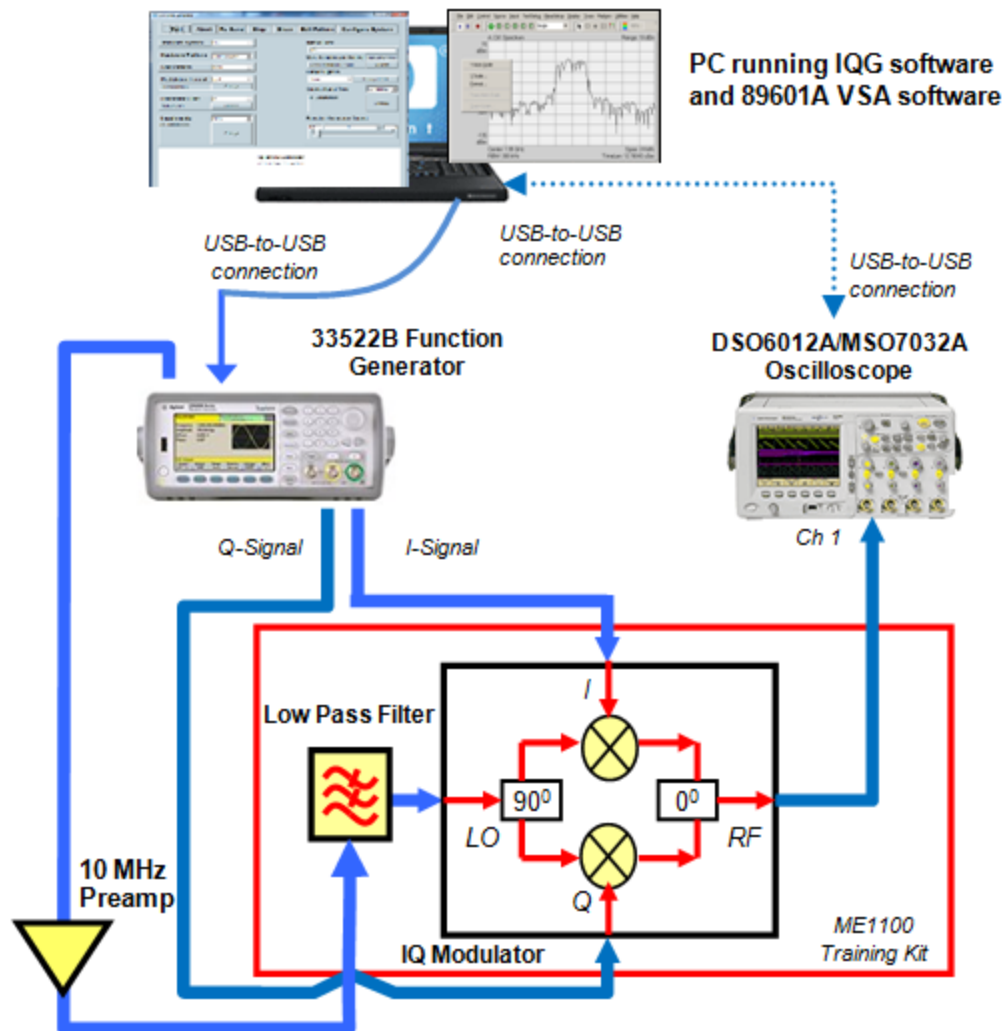 PC running IQG software
and 89601A VSA software
USB-to-USB
connection
USB-to-USB
connection
USB-to-USB
connection
33522B Function
Generator
DSO6012A/MSO7032A
Oscilloscope
Q-Signal
I-Signal
Ch 1
Low Pass Filter
I
90⁰
0⁰
LO
RF
Q
10 MHz
Preamp
IQ Modulator
ME1100
Training Kit